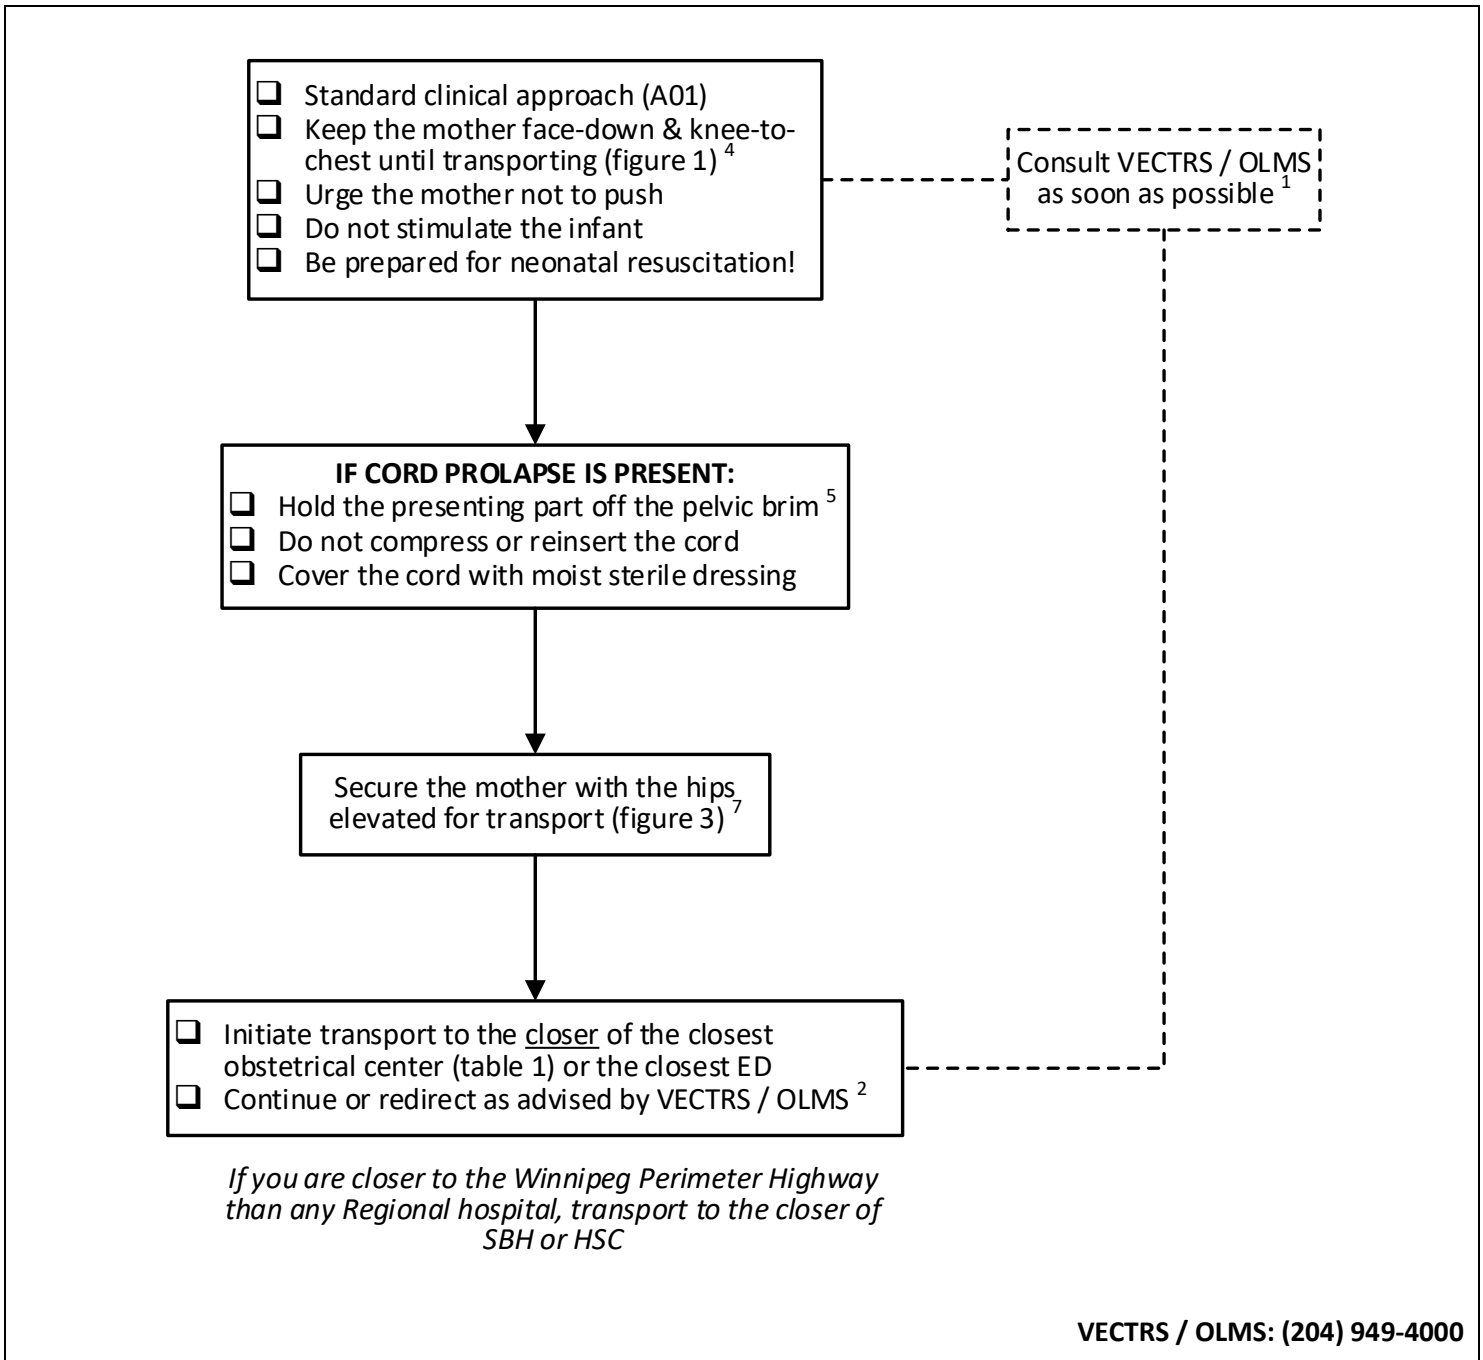 ❑ Standard clinical approach (A01)
❑ Keep the mother face-down & knee-to-
chest until transporting (figure 1) 4
❑ Urge the mother not to push
❑ Do not stimulate the infant
❑ Be prepared for neonatal resuscitation!
Consult VECTRS / OLMS
as soon as possible 1
IF CORD PROLAPSE IS PRESENT:
❑ Hold the presenting part off the pelvic brim 5
❑ Do not compress or reinsert the cord
❑ Cover the cord with moist sterile dressing
Secure the mother with the hips
elevated for transport (figure 3) 7
❑ Initiate transport to the closer of the closest
obstetrical center (table 1) or the closest ED
❑ Continue or redirect as advised by VECTRS / OLMS 2
If you are closer to the Winnipeg Perimeter Highway
than any Regional hospital, transport to the closer of
SBH or HSC
VECTRS / OLMS: (204) 949-4000